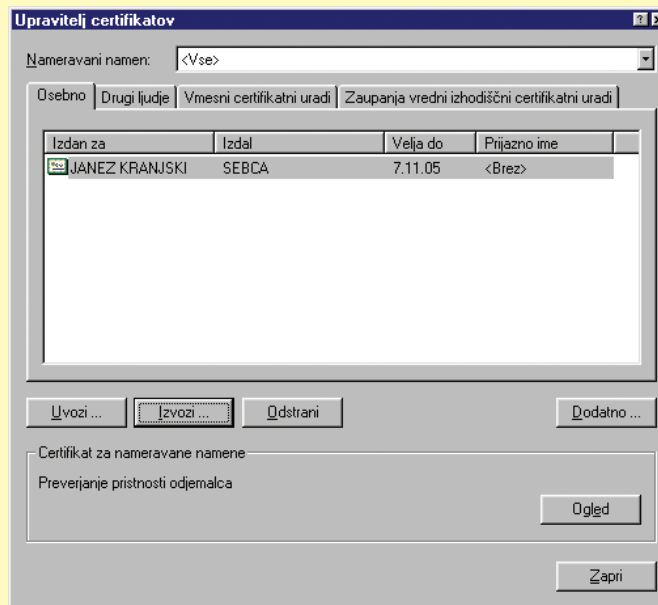 Upravitelj certifikatov
Nameravani namen: <Vse>
Osebno Drugi ljudje Vmesni certifikatni uradi Zaupanja vredni izhodiščni certifikatni uradi
Izdan za Izdal Velja do Prijazno ime
JANEZ KRANJSKI SEBCA 7.11.05 <Brez>
Uvozi ... Izvozi ... Odstrani Dodatno ...
Certifikat za nameravane namene
Preverjanje pristnosti odjemalca
Ogled
Zapri